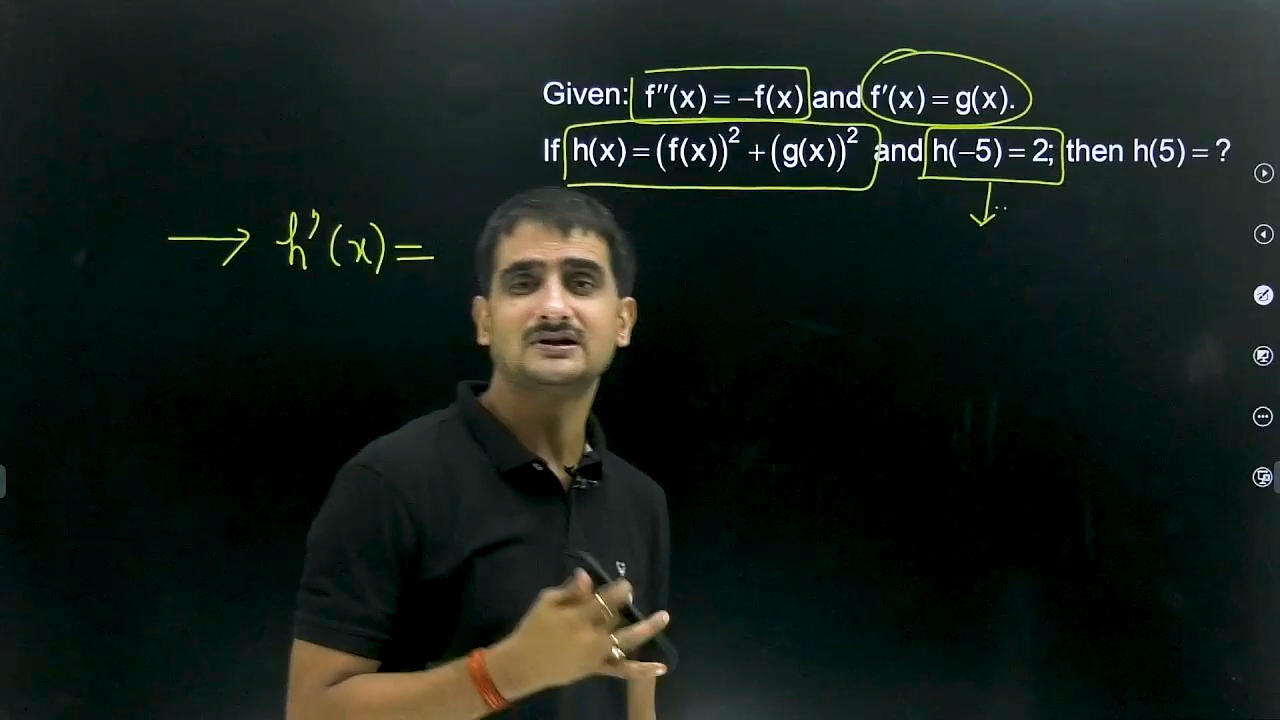 Given: f″(x) = −f(x) and f′(x) = g(x).
If h(x) = (f(x))² + (g(x))² and h(−5) = 2; then h(5) = ?
→ h′(x) =